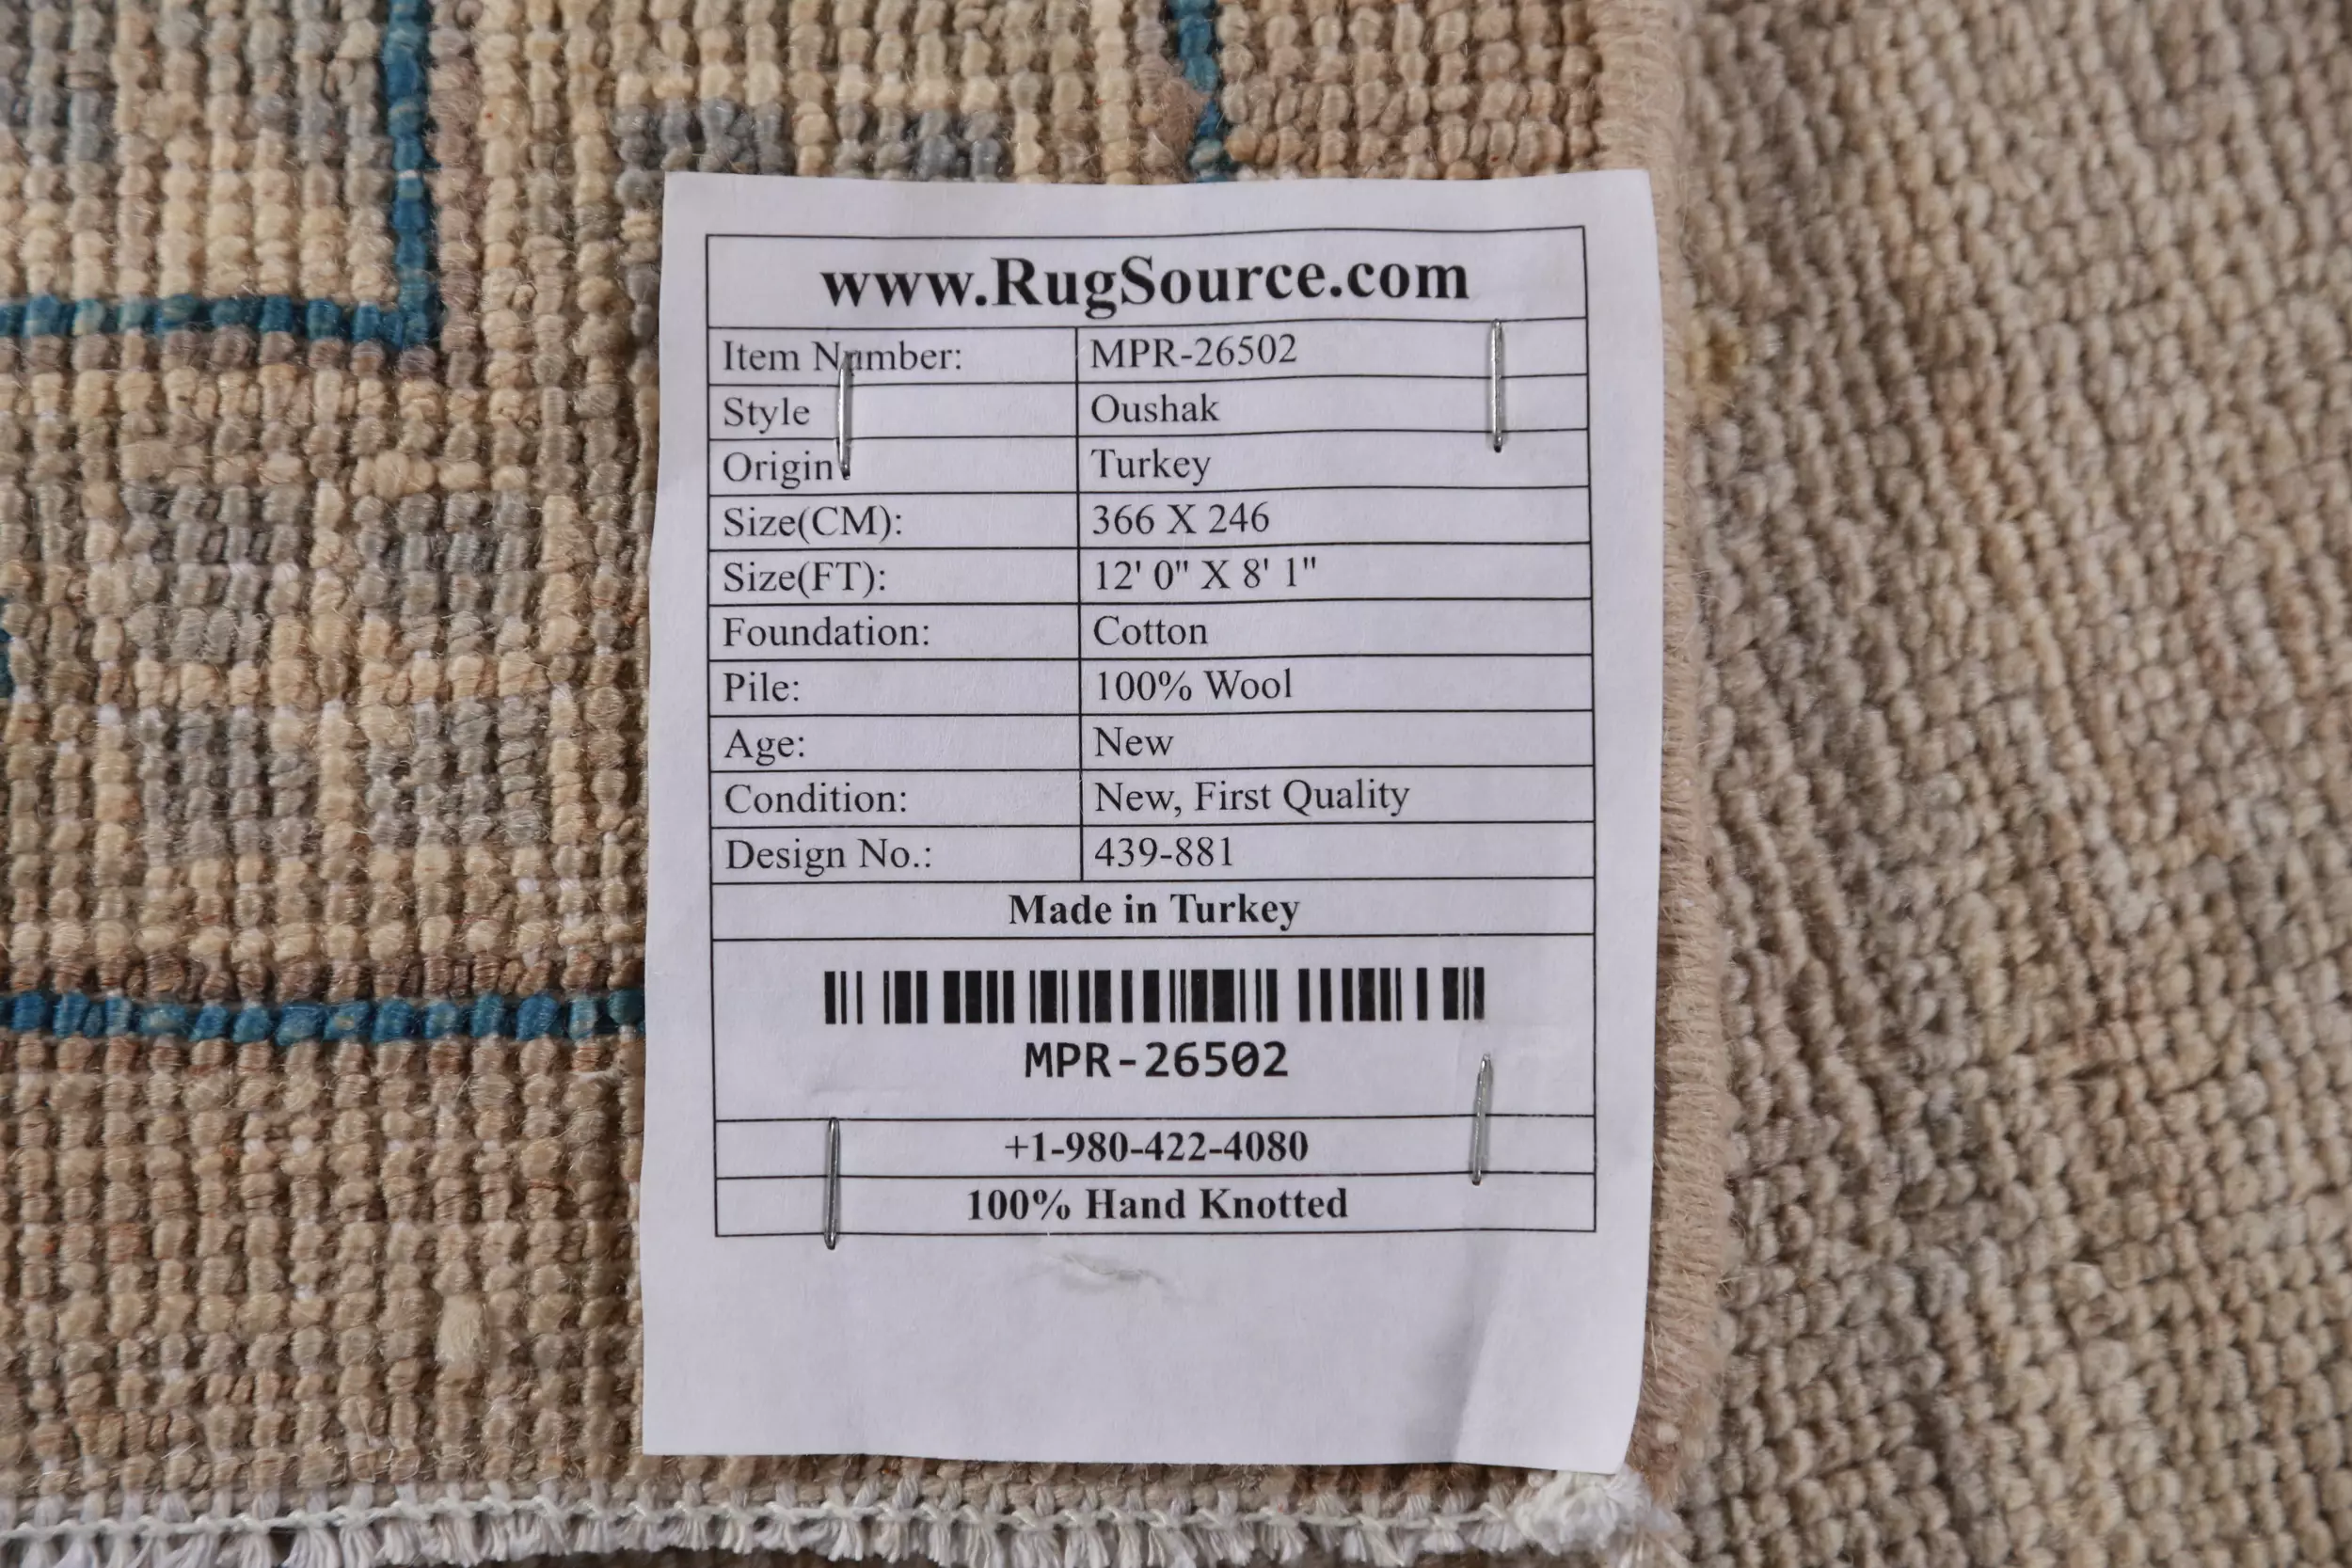 www.RugSource.com
Item Number: MPR-26502
Style Oushak
Origin Turkey
Size(CM): 366 X 246
Size(FT): 12' 0" X 8' 1"
Foundation: Cotton
Pile: 100% Wool
Age: New
Condition: New, First Quality
Design No.: 439-881
Made in Turkey
MPR-26502
+1-980-422-4080
100% Hand Knotted